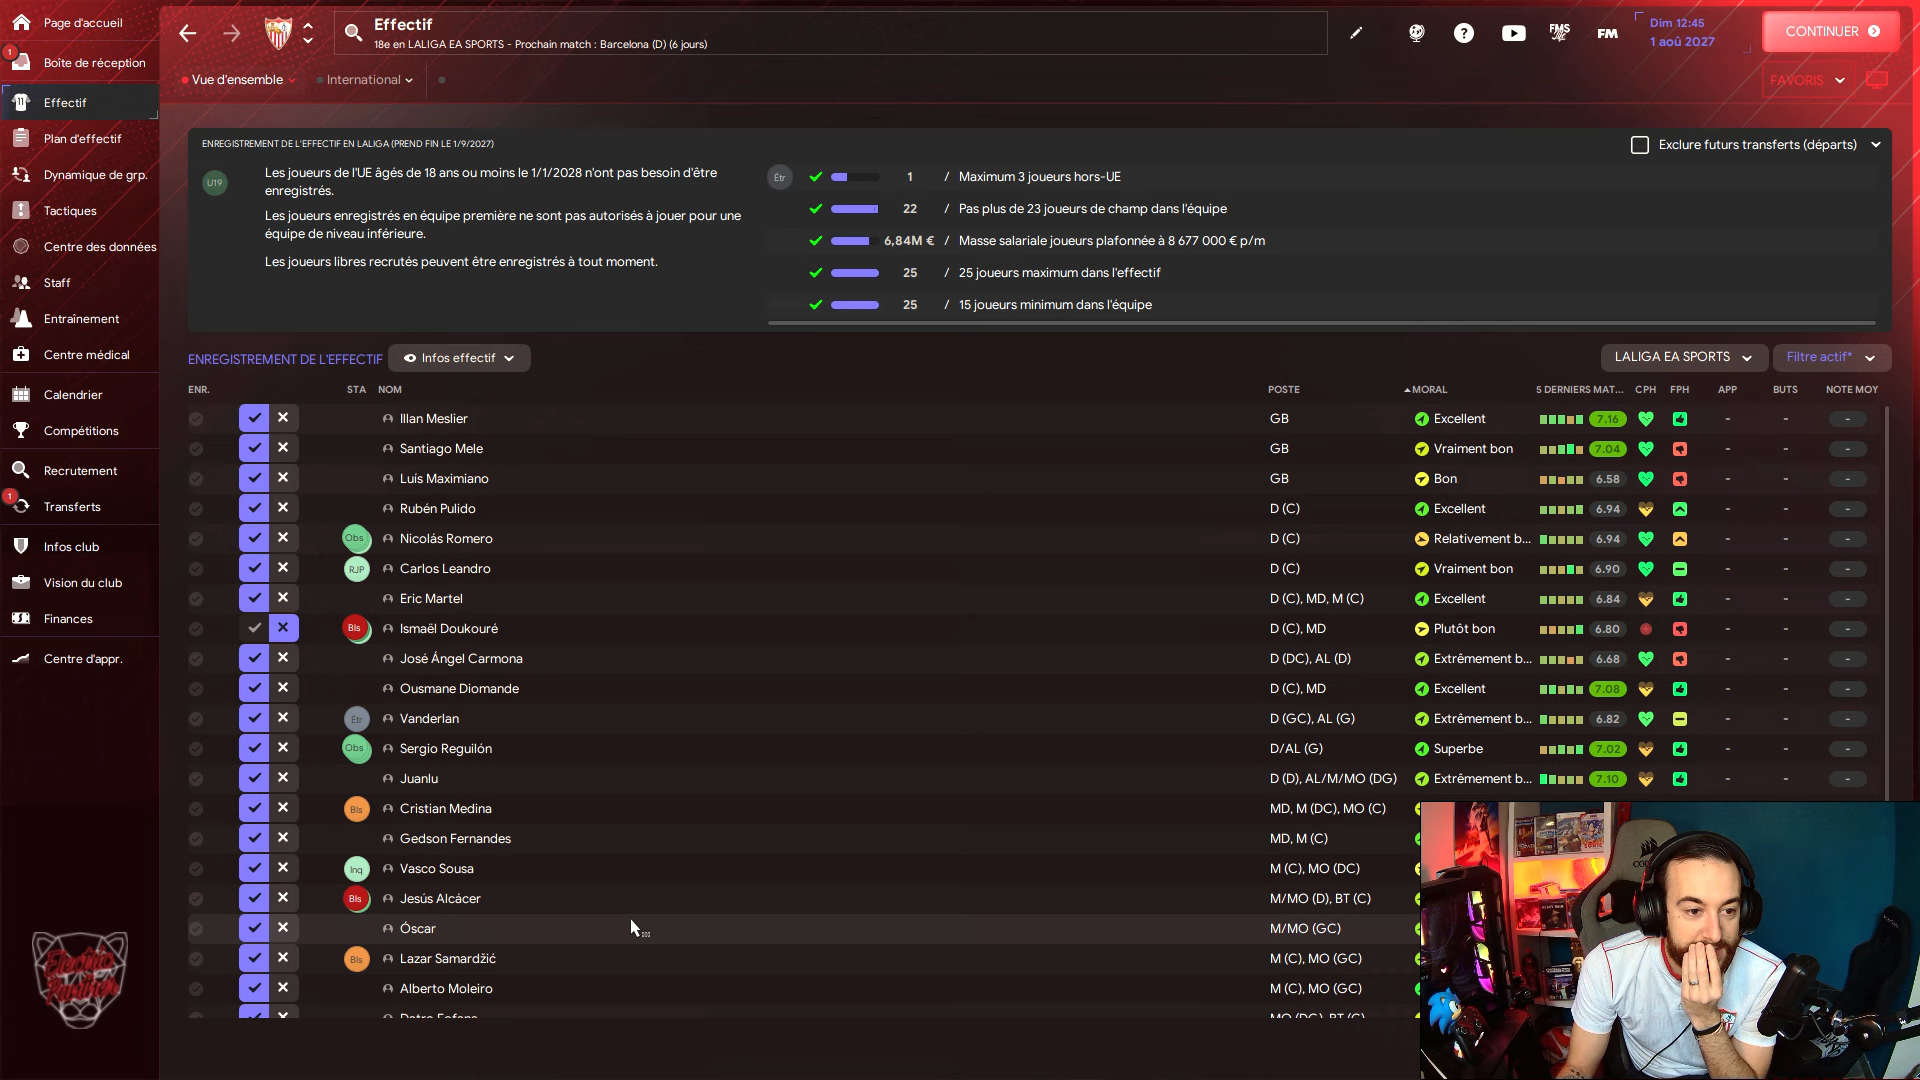 Page d'accueil
1
Boîte de réception
Effectif
Plan d'effectif
Dynamique de grp.
Tactiques
Centre des données
Staff
Entraînement
Centre médical
Calendrier
Compétitions
Recrutement
1
Transferts
Infos club
Vision du club
Finances
Centre d'appr.
Effectif
18e en LALIGA EA SPORTS - Prochain match : Barcelona (D) (6 jours)
FM
Dim 12:45
1 aoû 2027
CONTINUER
Vue d'ensemble
International
FAVORIS
ENREGISTREMENT DE L'EFFECTIF EN LALIGA (PREND FIN LE 1/9/2027)
Exclure futurs transferts (départs)
U19
Les joueurs de l'UE âgés de 18 ans ou moins le 1/1/2028 n'ont pas besoin d'être
enregistrés.
Les joueurs enregistrés en équipe première ne sont pas autorisés à jouer pour une
équipe de niveau inférieure.
Les joueurs libres recrutés peuvent être enregistrés à tout moment.
Étr 1 / Maximum 3 joueurs hors-UE
22 / Pas plus de 23 joueurs de champ dans l'équipe
6,84M € / Masse salariale joueurs plafonnée à 8 677 000 € p/m
25 / 25 joueurs maximum dans l'effectif
25 / 15 joueurs minimum dans l'équipe
ENREGISTREMENT DE L'EFFECTIF Infos effectif LALIGA EA SPORTS Filtre actif*
ENR. STA NOM POSTE MORAL 5 DERNIERS MAT... CPH FPH APP BUTS NOTE MOY
Illan Meslier GB Excellent 7.16 - - -
Santiago Mele GB Vraiment bon 7.04 - - -
Luís Maximiano GB Bon 6.58 - - -
Rubén Pulido D (C) Excellent 6.94 - - -
Obs Nicolás Romero D (C) Relativement b... 6.94 - - -
RJP Carlos Leandro D (C) Vraiment bon 6.90 - - -
Eric Martel D (C), MD, M (C) Excellent 6.84 - - -
Bls Ismaël Doukouré D (C), MD Plutôt bon 6.80 - - -
José Ángel Carmona D (DC), AL (D) Extrêmement b... 6.68 - - -
Ousmane Diomande D (C), MD Excellent 7.08 - - -
Étr Vanderlan D (GC), AL (G) Extrêmement b... 6.82 - - -
Obs Sergio Reguilón D/AL (G) Superbe 7.02 - - -
Juanlu D (D), AL/M/MO (DG) Extrêmement b... 7.10 - - -
Bls Cristian Medina MD, M (DC), MO (C)
Gedson Fernandes MD, M (C)
Inq Vasco Sousa M (C), MO (DC)
Bls Jesús Alcácer M/MO (D), BT (C)
Óscar M/MO (GC)
Bls Lazar Samardžić M (C), MO (GC)
Alberto Moleiro M (C), MO (GC)